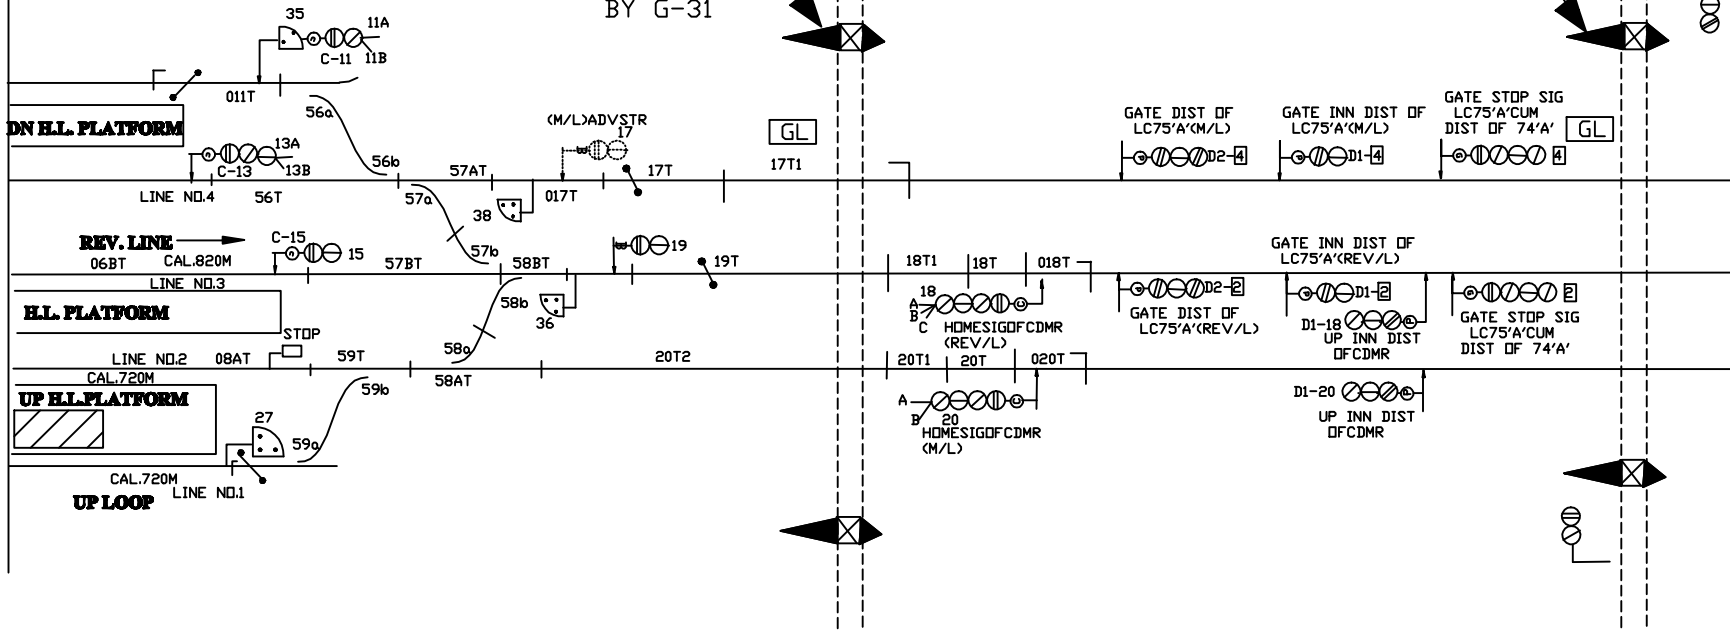 BY G-31
35
11A
C-11
11B
011T
56a
DN H.L. PLATFORM
13A
C-13
13B
56b
(M/L)ADVSTR
17
GL
GATE DIST OF
LC75'A'(M/L)
D2-4
GATE INN DIST OF
LC75'A'(M/L)
D1-4
GATE STOP SIG
LC75'A'CUM
DIST OF 74'A'
4
GL
LINE NO.4
56T
57AT
57a
38
017T
17T
17T1
REV. LINE
06BT
CAL.820M
C-15
15
57BT
57b
58BT
19
19T
18T1
18T
018T
GATE INN DIST OF
LC75'A'(REV/L)
LINE NO.3
H.L. PLATFORM
STOP
58b
36
18
A
B
C
HOMESIGOFCDMR
(REV/L)
D2-2
GATE DIST OF
LC75'A'(REV/L)
D1-2
D1-18
UP INN DIST
OFCDMR
2
GATE STOP SIG
LC75'A'CUM
DIST OF 74'A'
LINE NO.2
08AT
59T
58a
20T2
20T1
20T
020T
CAL.720M
58AT
59b
UP H.L.PLATFORM
27
59a
A
B
20
HOMESIGOFCDMR
(M/L)
D1-20
UP INN DIST
OFCDMR
CAL.720M
LINE NO.1
UP LOOP